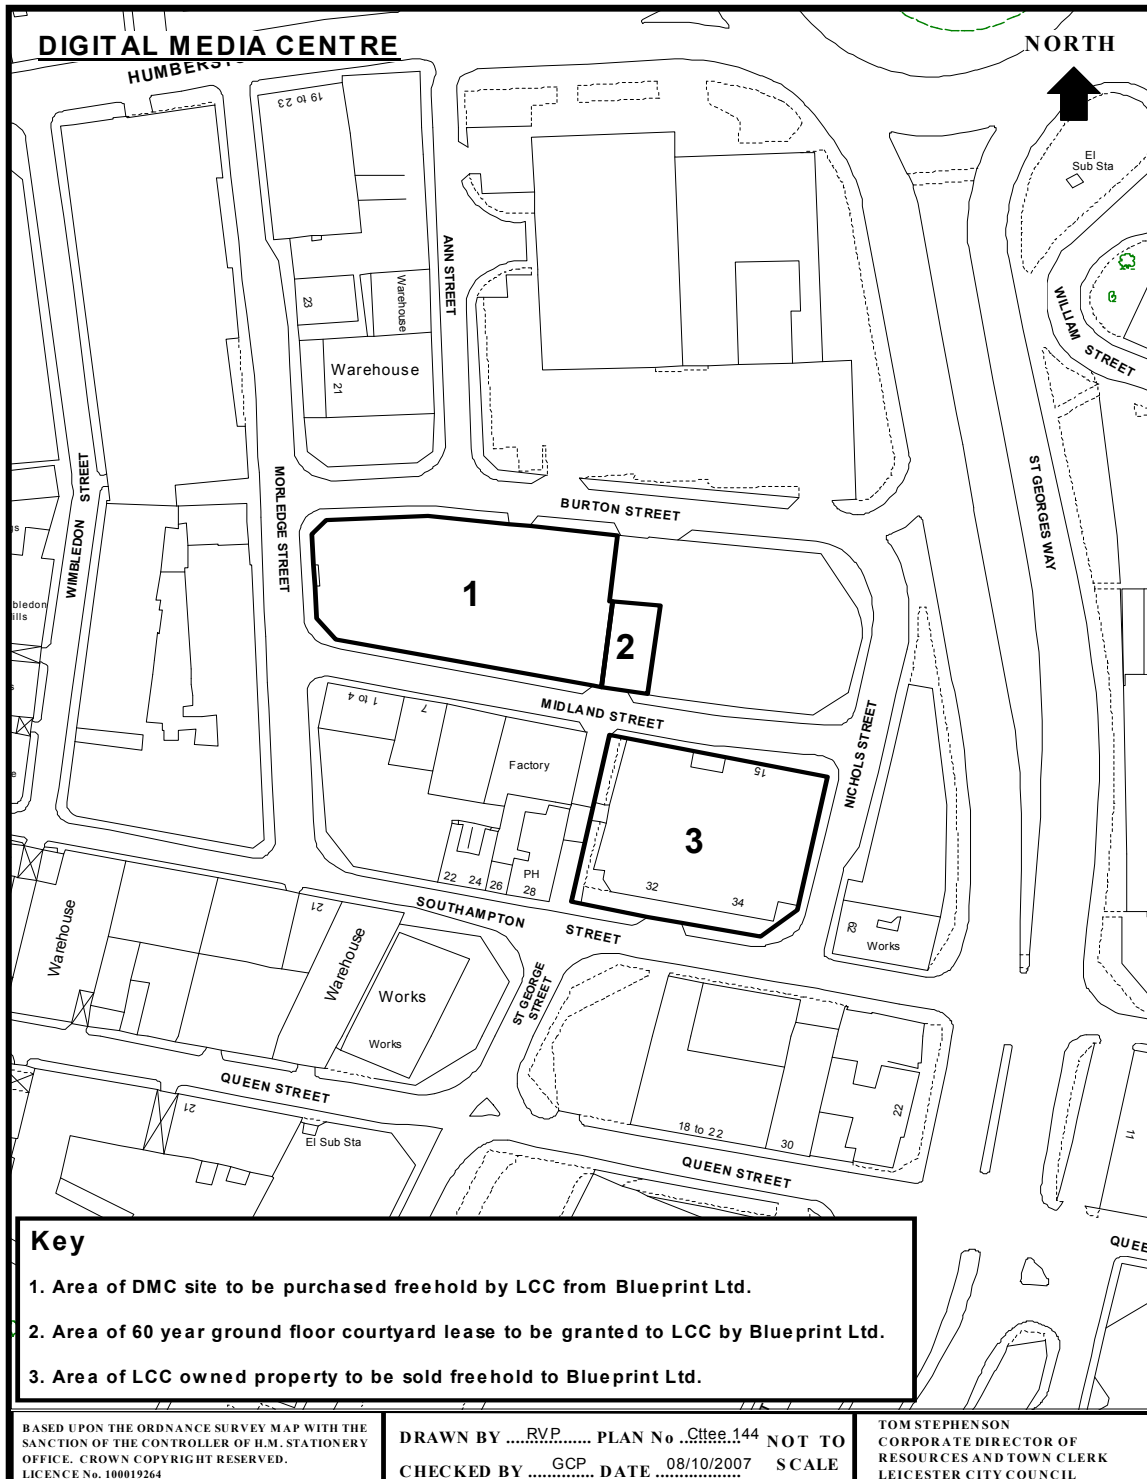 DIGITAL MEDIA CENTRE
NORTH
19 to 23
El
Sub Sta
ANN STREET
23
Warehouse
Warehouse
21
WILLIAM STREET
WIMBLEDON STREET
MORLEDGE STREET
BURTON STREET
ST GEORGES WAY
1
2
MIDLAND STREET
NICHOLS STREET
1 to 4
7
Factory
15
3
PH
22 24 26 28
32
34
SOUTHAMPTON STREET
Warehouse
21
Warehouse
Works
Works
ST GEORGE
STREET
Works
QUEEN STREET
21
El Sub Sta
18 to 22
30
22
11
QUEEN STREET
Key
1. Area of DMC site to be purchased freehold by LCC from Blueprint Ltd.
2. Area of 60 year ground floor courtyard lease to be granted to LCC by Blueprint Ltd.
3. Area of LCC owned property to be sold freehold to Blueprint Ltd.
BASED UPON THE ORDNANCE SURVEY MAP WITH THE
SANCTION OF THE CONTROLLER OF H.M. STATIONERY
OFFICE. CROWN COPYRIGHT RESERVED.
LICENCE No. 100019264
DRAWN BY RVP PLAN No Cttee 144
CHECKED BY GCP DATE 08/10/2007
NOT TO
SCALE
TOM STEPHENSON
CORPORATE DIRECTOR OF
RESOURCES AND TOWN CLERK
LEICESTER CITY COUNCIL